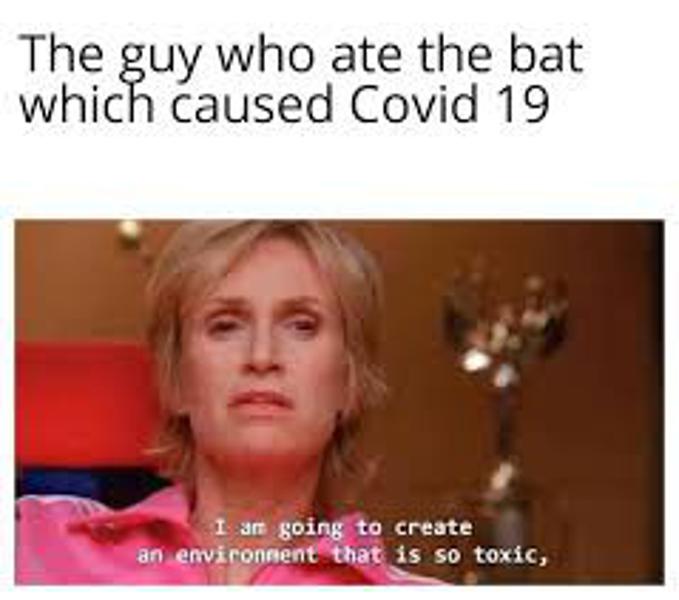 The guy who ate the bat
which caused Covid 19
I am going to create
an environment that is so toxic,